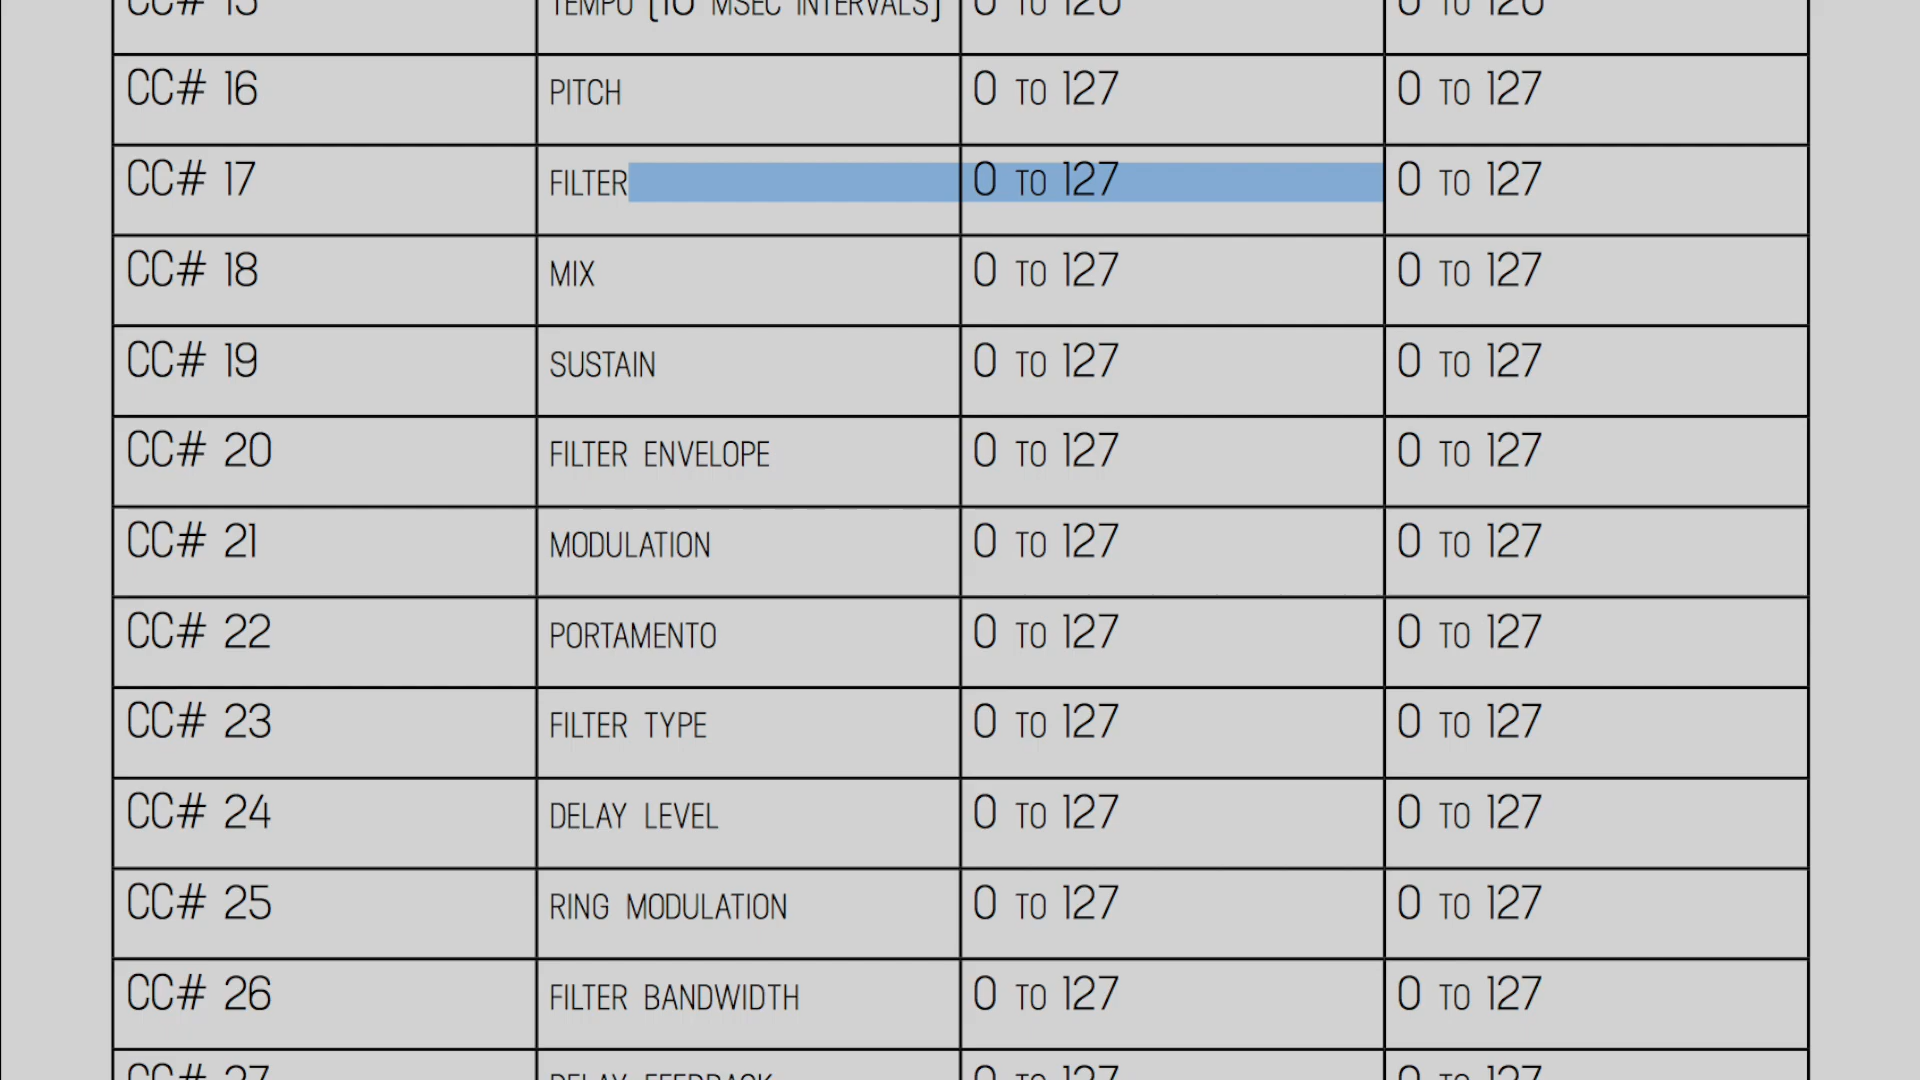 CC# 15 TEMPO (10 MSEC INTERVALS) 0 TO 120 0 TO 120
CC# 16 PITCH 0 TO 127 0 TO 127
CC# 17 FILTER 0 TO 127 0 TO 127
CC# 18 MIX 0 TO 127 0 TO 127
CC# 19 SUSTAIN 0 TO 127 0 TO 127
CC# 20 FILTER ENVELOPE 0 TO 127 0 TO 127
CC# 21 MODULATION 0 TO 127 0 TO 127
CC# 22 PORTAMENTO 0 TO 127 0 TO 127
CC# 23 FILTER TYPE 0 TO 127 0 TO 127
CC# 24 DELAY LEVEL 0 TO 127 0 TO 127
CC# 25 RING MODULATION 0 TO 127 0 TO 127
CC# 26 FILTER BANDWIDTH 0 TO 127 0 TO 127
CC# 27 DELAY FEEDBACK 0 TO 127 0 TO 127